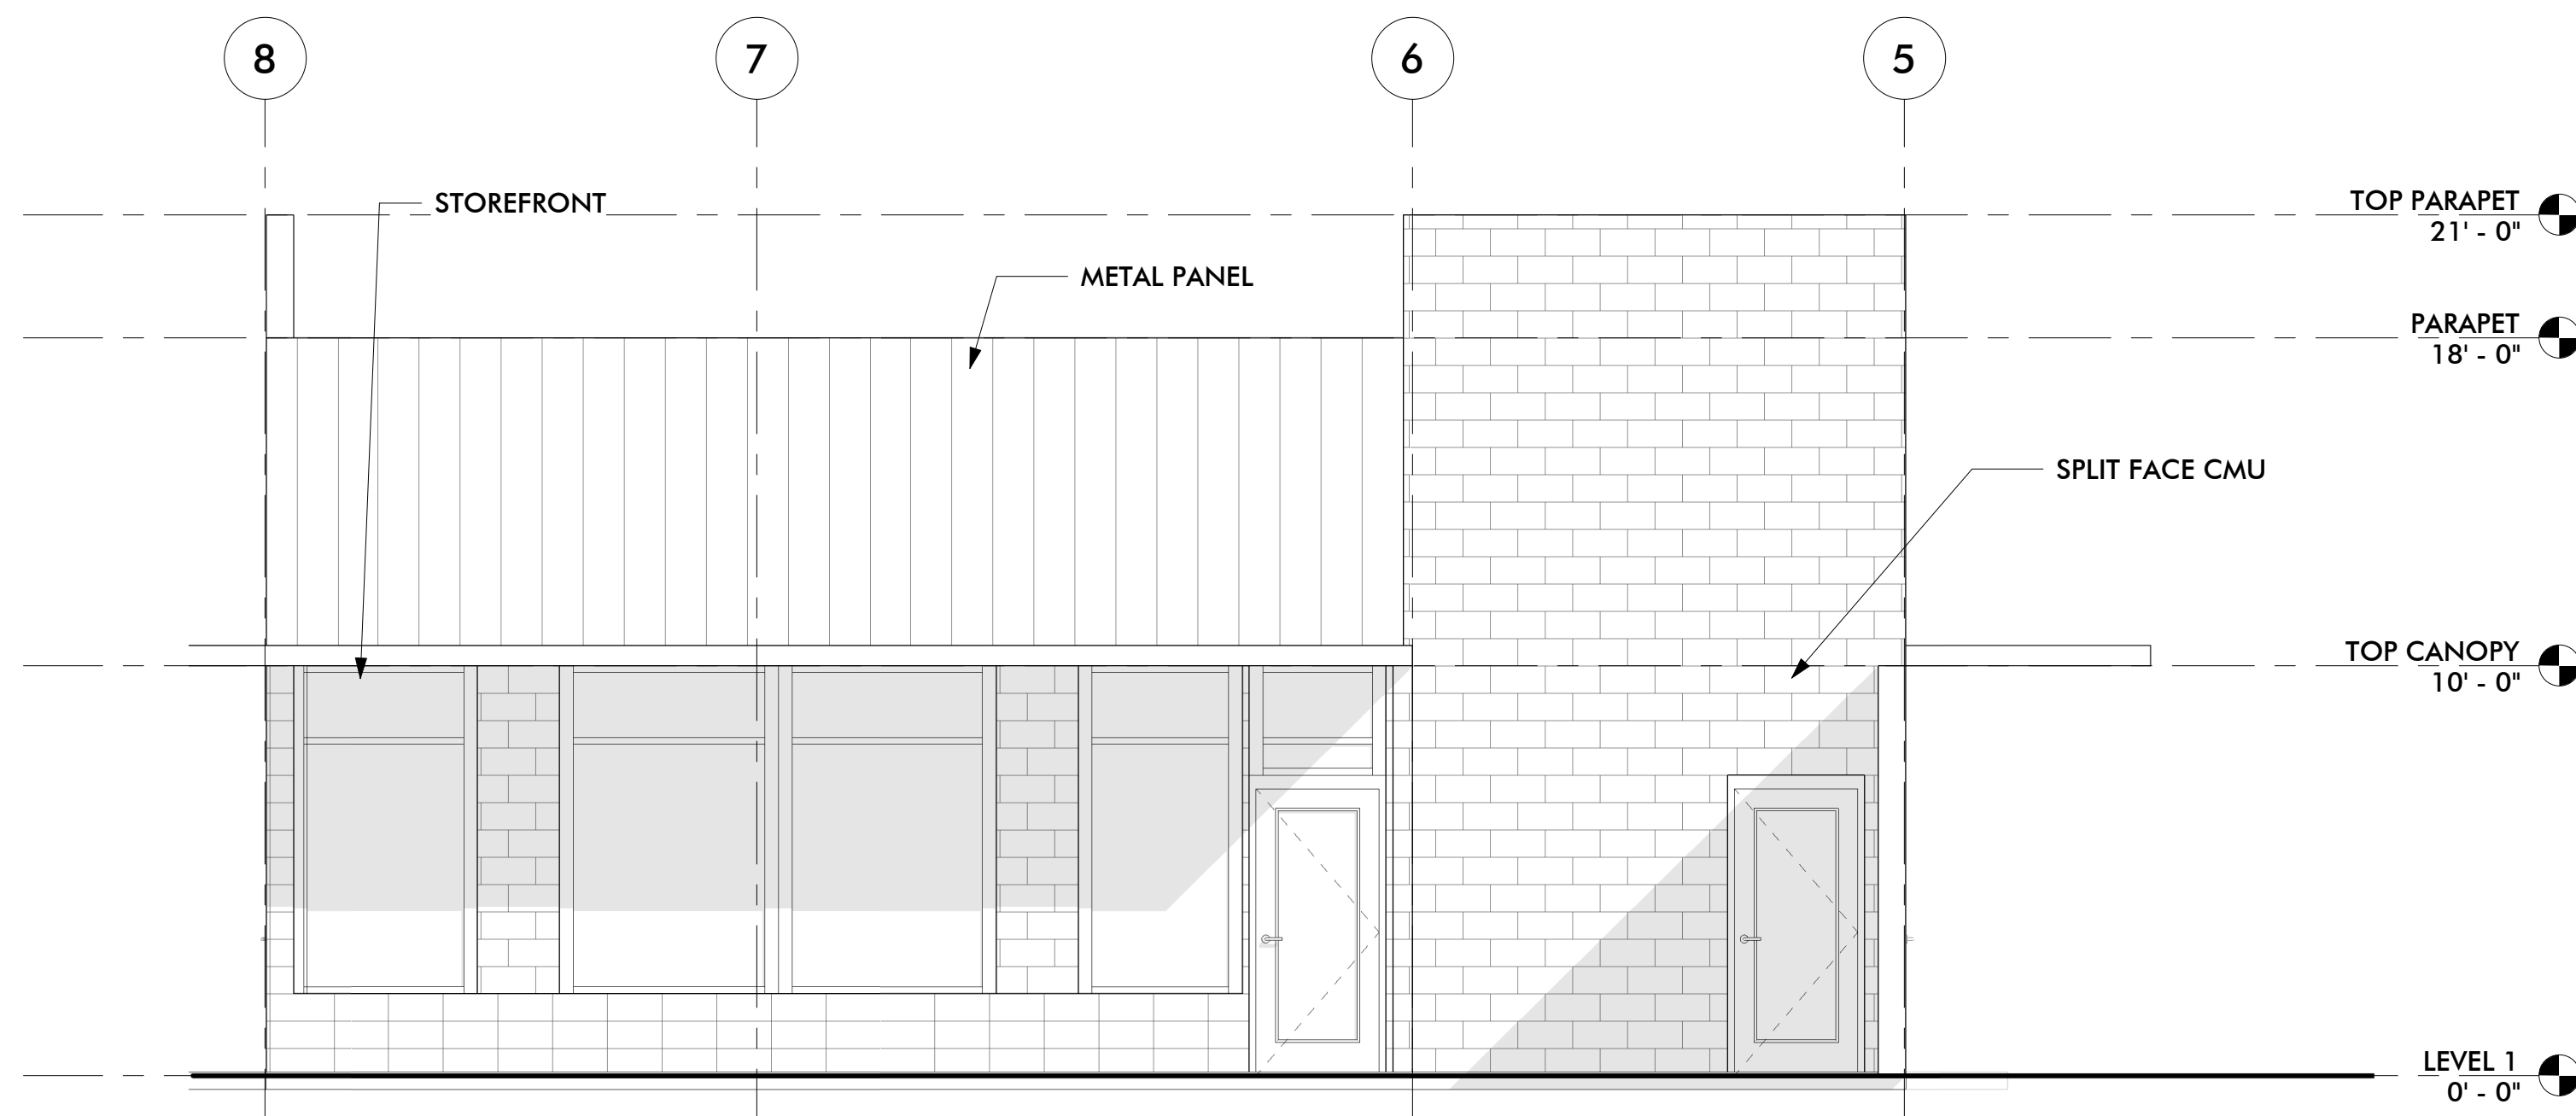 8
7
6
5
STOREFRONT
METAL PANEL
SPLIT FACE CMU
TOP PARAPET
21' - 0"
PARAPET
18' - 0"
TOP CANOPY
10' - 0"
LEVEL 1
0' - 0"